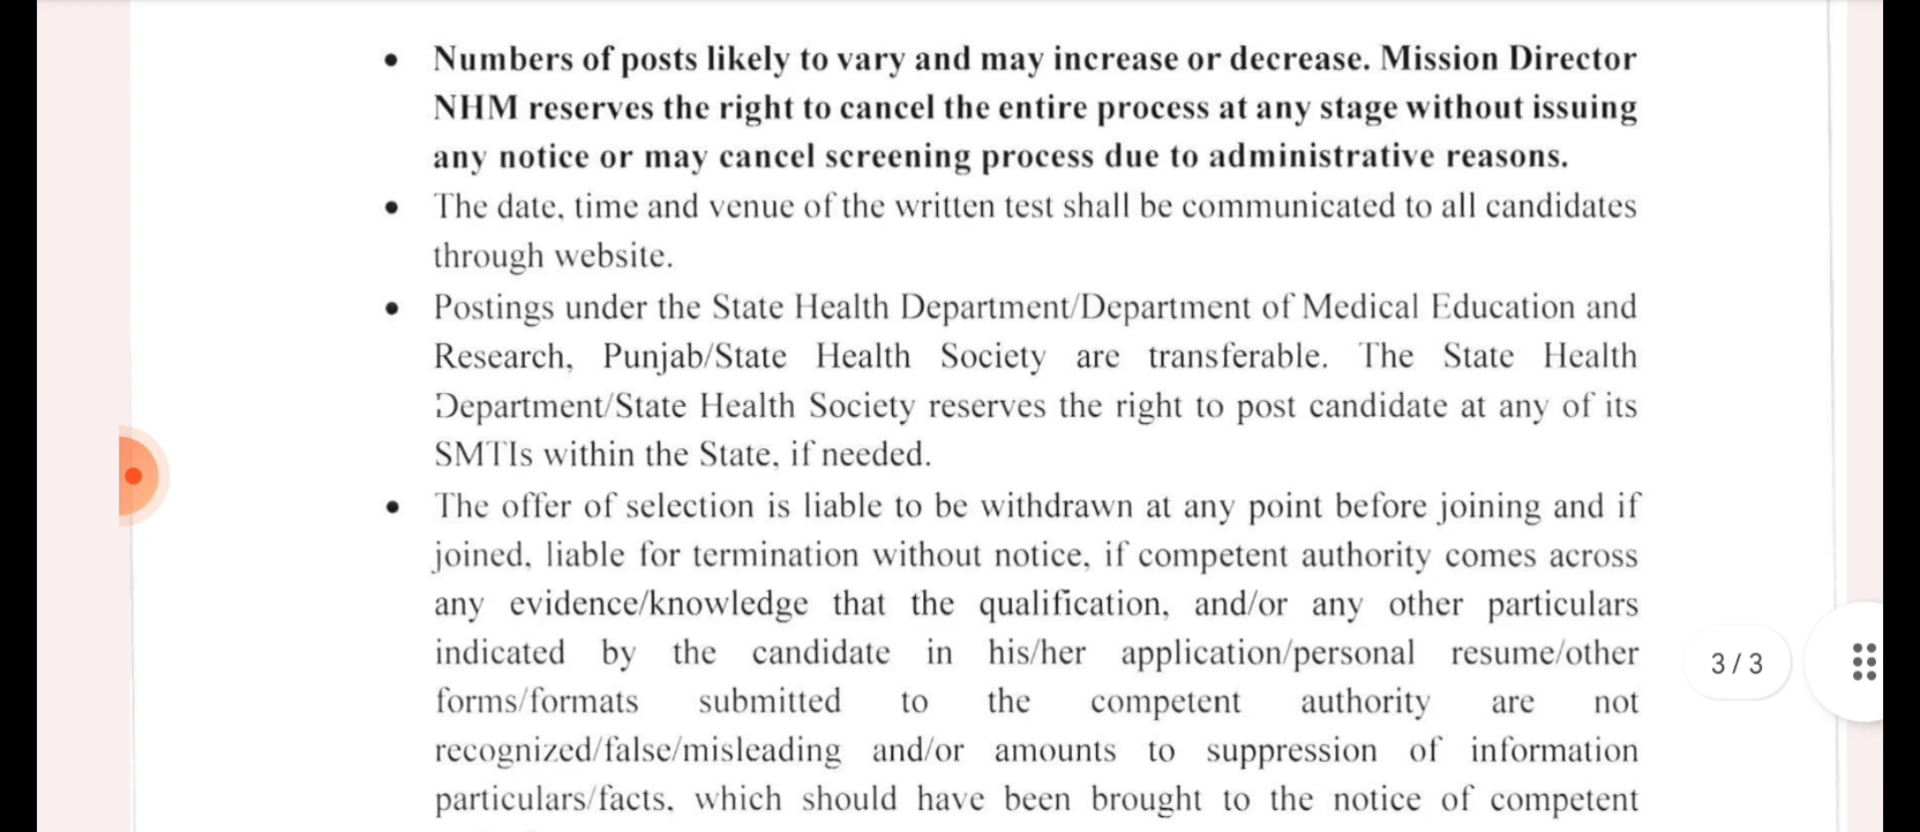 • Numbers of posts likely to vary and may increase or decrease. Mission Director
NHM reserves the right to cancel the entire process at any stage without issuing
any notice or may cancel screening process due to administrative reasons.
• The date, time and venue of the written test shall be communicated to all candidates
through website.
• Postings under the State Health Department/Department of Medical Education and
Research, Punjab/State Health Society are transferable. The State Health
Department/State Health Society reserves the right to post candidate at any of its
SMTIs within the State, if needed.
• The offer of selection is liable to be withdrawn at any point before joining and if
joined, liable for termination without notice, if competent authority comes across
any evidence/knowledge that the qualification, and/or any other particulars
indicated by the candidate in his/her application/personal resume/other
forms/formats submitted to the competent authority are not
recognized/false/misleading and/or amounts to suppression of information
particulars/facts, which should have been brought to the notice of competent
3/3